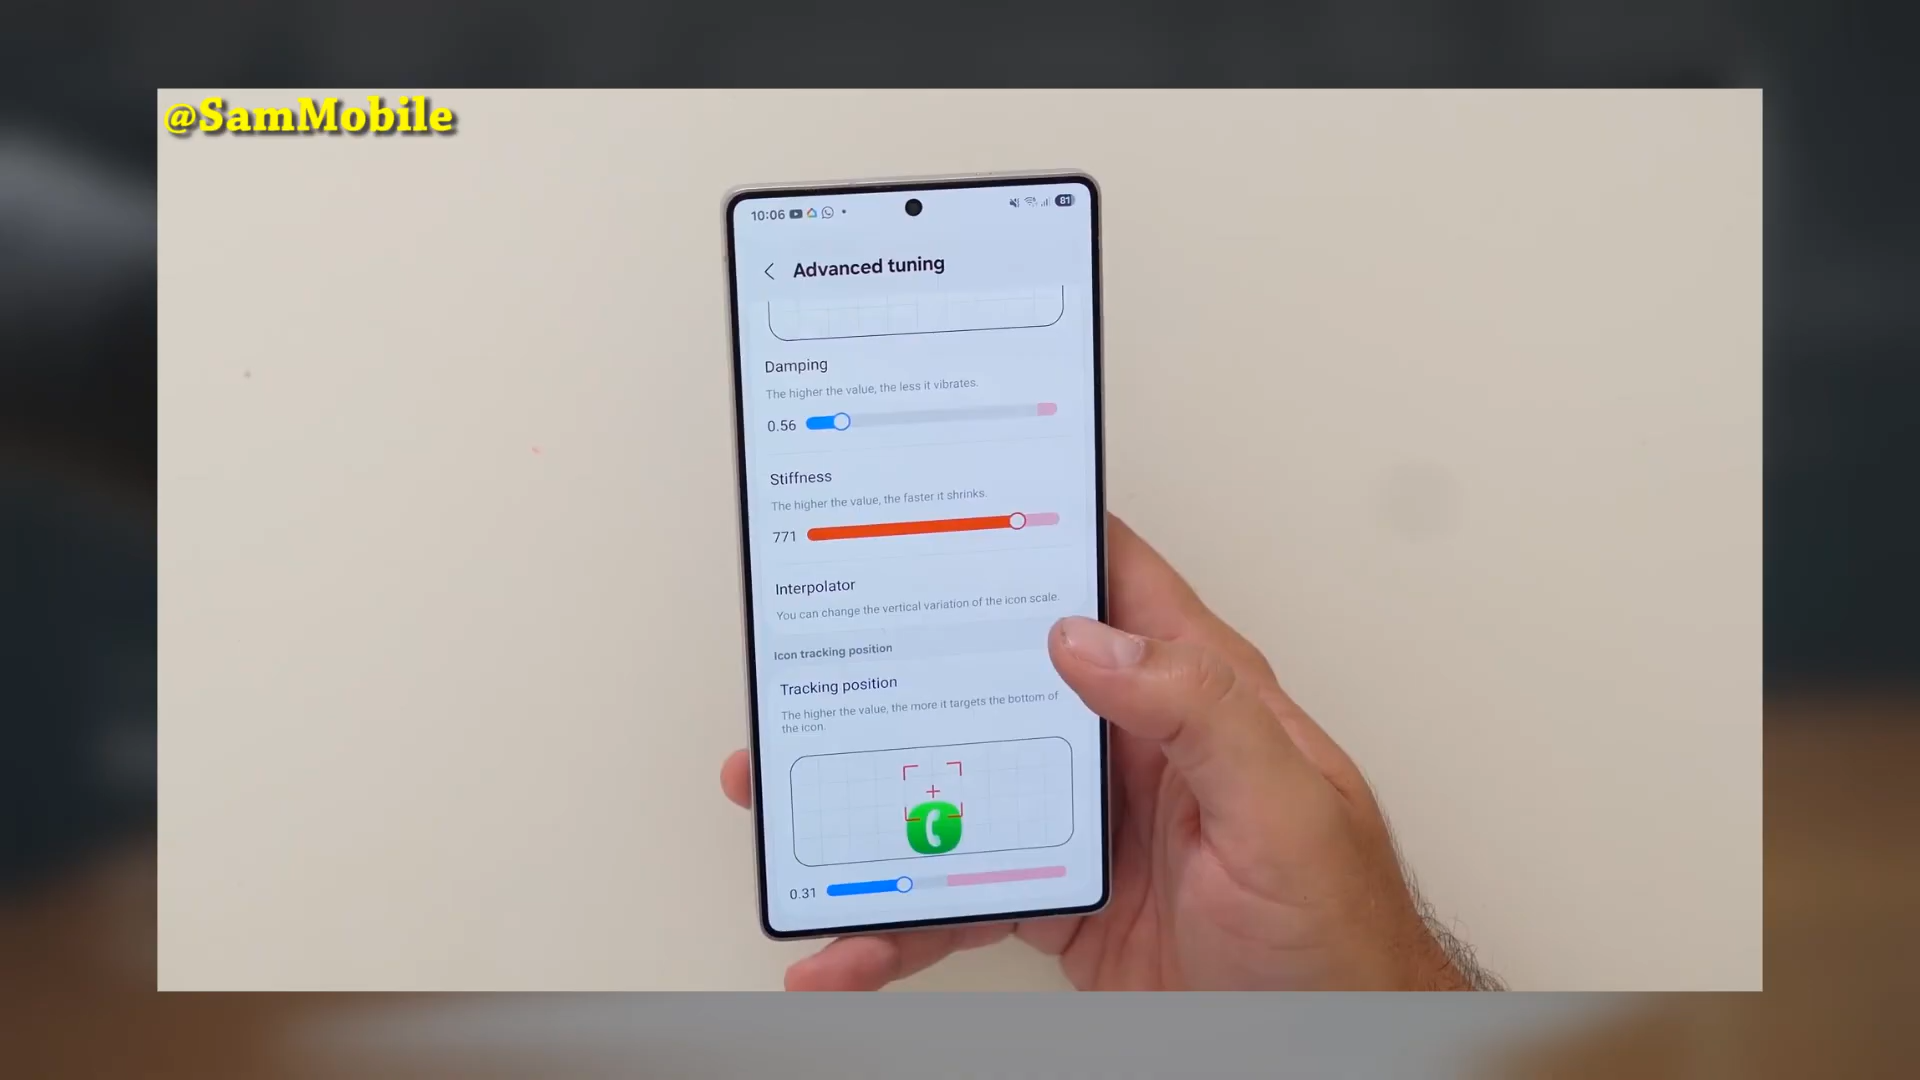 @SamMobile
10:06
81
Advanced tuning
Damping
The higher the value, the less it vibrates.
0.56
Stiffness
The higher the value, the faster it shrinks.
771
Interpolator
You can change the vertical variation of the icon scale.
Icon tracking position
Tracking position
The higher the value, the more it targets the bottom of
the icon.
0.31